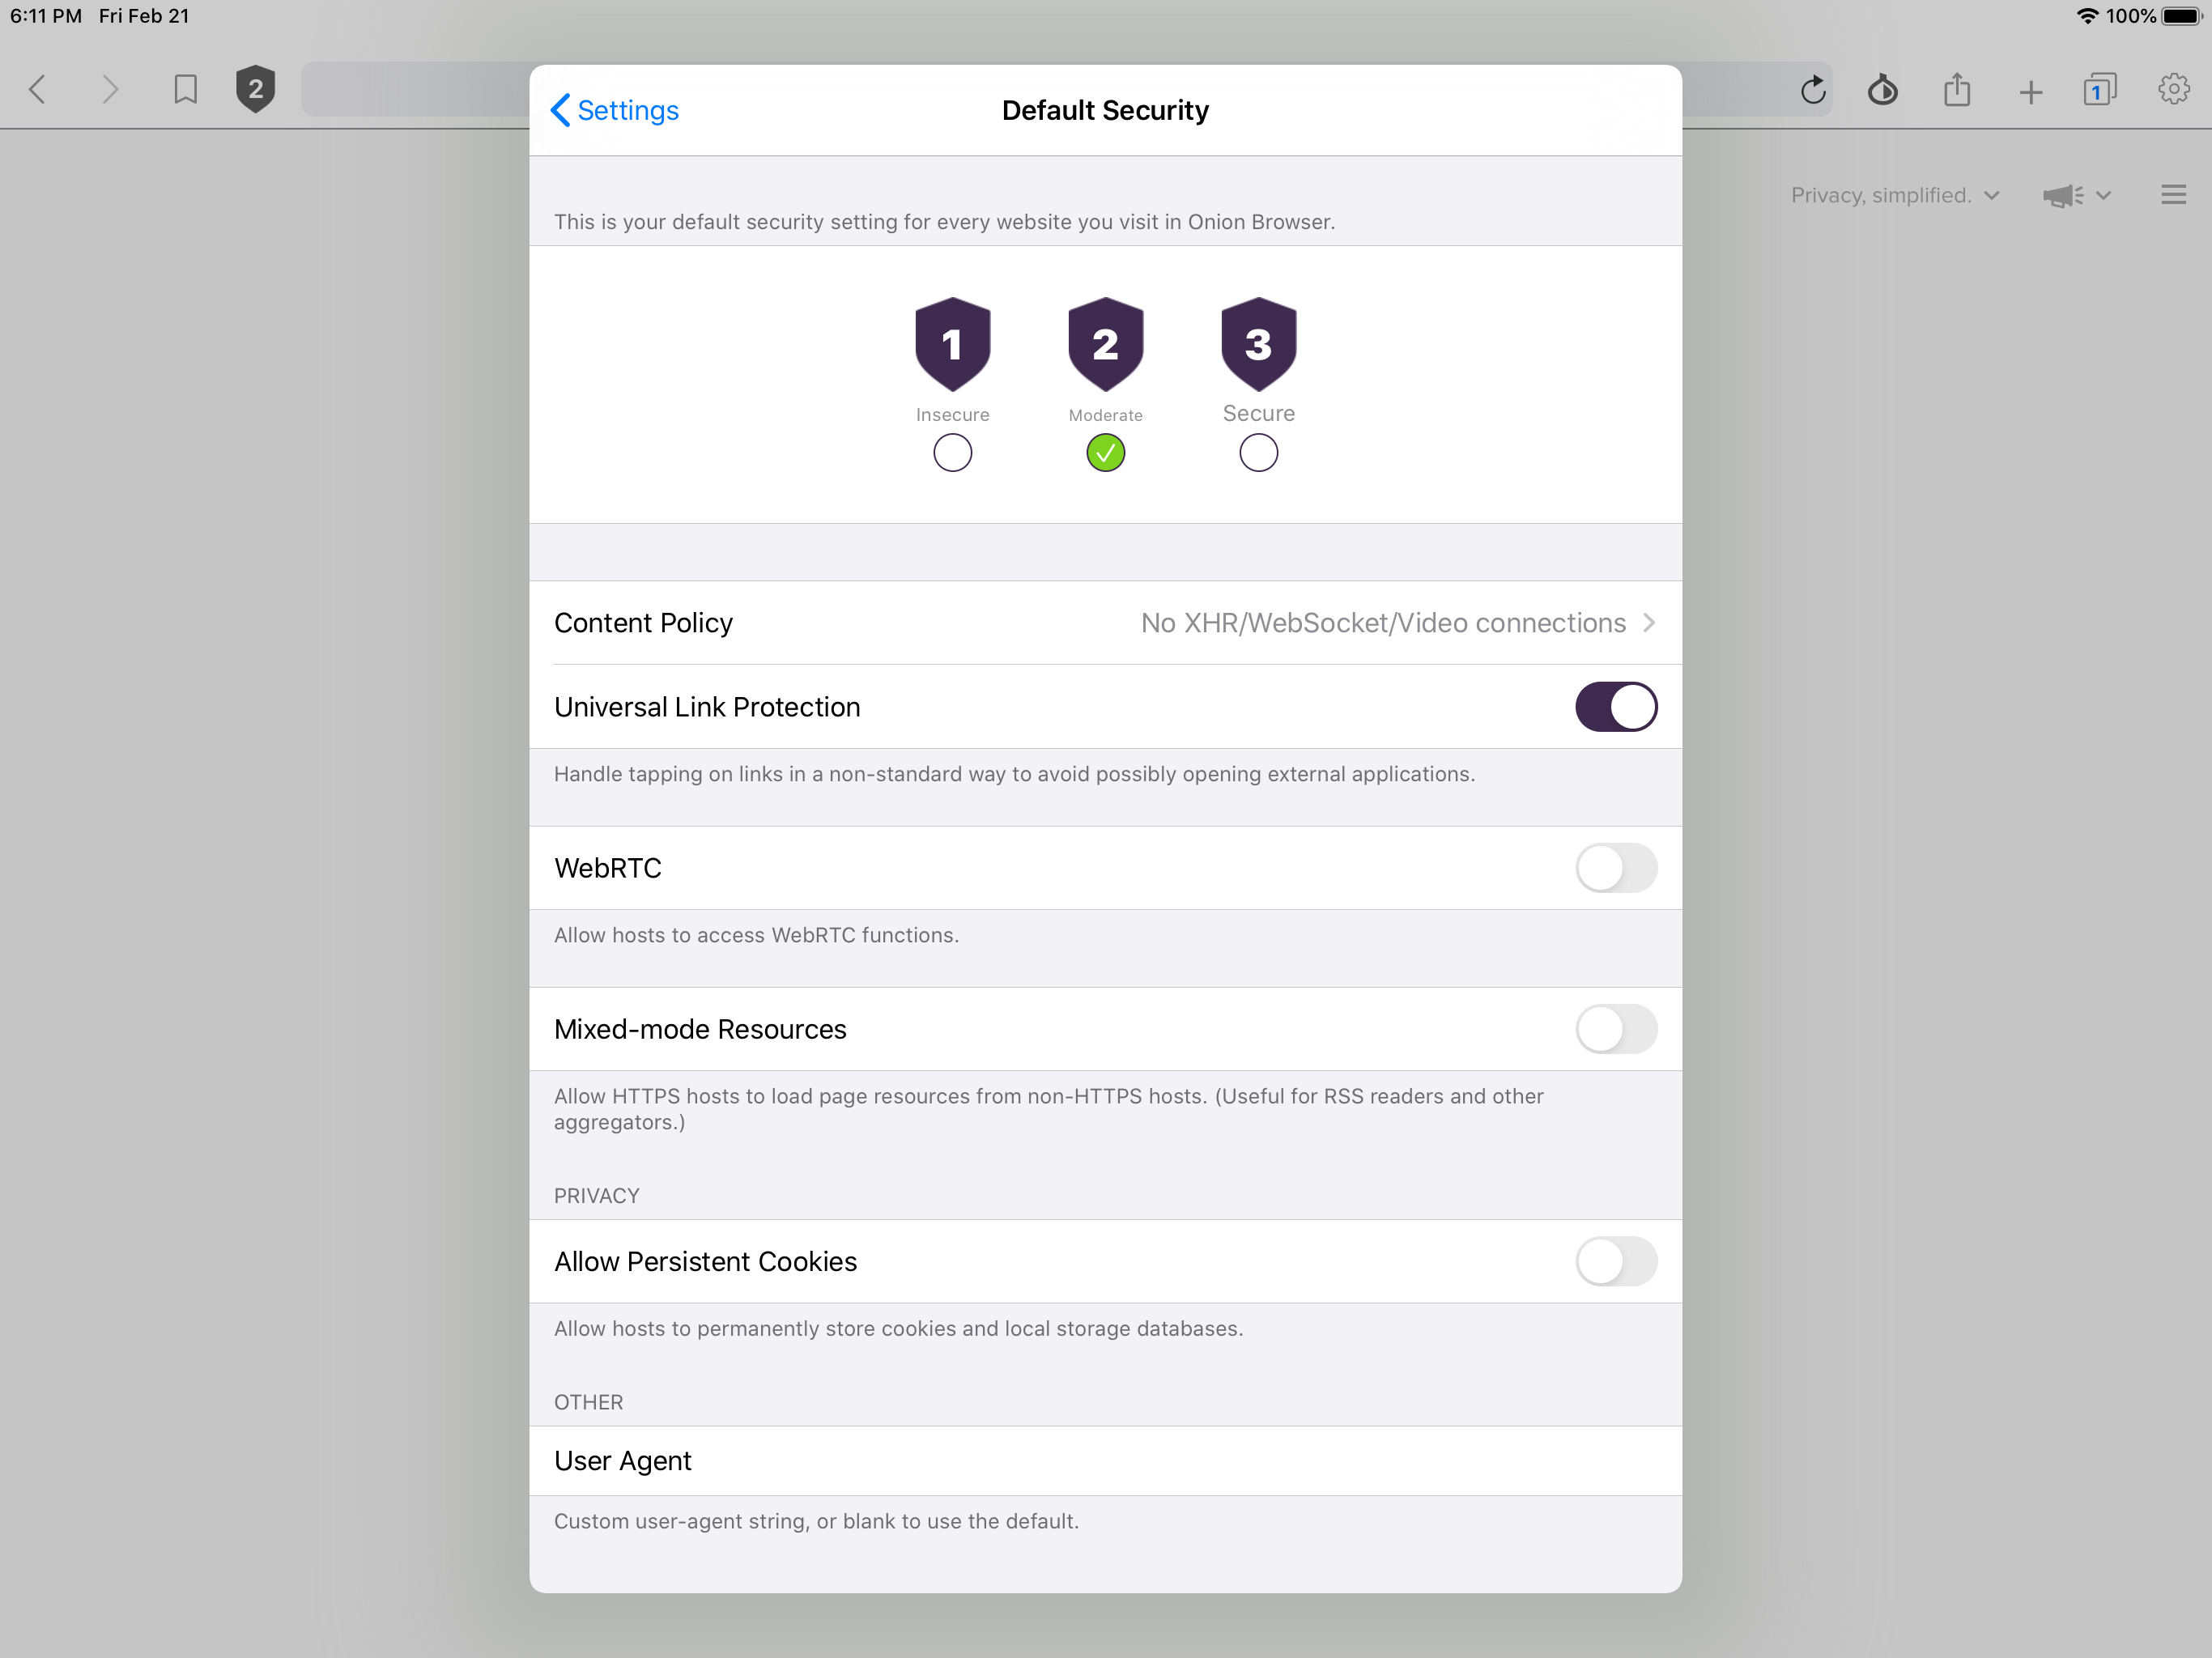 6:11 PM Fri Feb 21
100%
2
1
Settings
Default Security
Privacy, simplified.
This is your default security setting for every website you visit in Onion Browser.
1 2 3
Insecure Moderate Secure
Content Policy No XHR/WebSocket/Video connections
Universal Link Protection
Handle tapping on links in a non-standard way to avoid possibly opening external applications.
WebRTC
Allow hosts to access WebRTC functions.
Mixed-mode Resources
Allow HTTPS hosts to load page resources from non-HTTPS hosts. (Useful for RSS readers and other
aggregators.)
PRIVACY
Allow Persistent Cookies
Allow hosts to permanently store cookies and local storage databases.
OTHER
User Agent
Custom user-agent string, or blank to use the default.